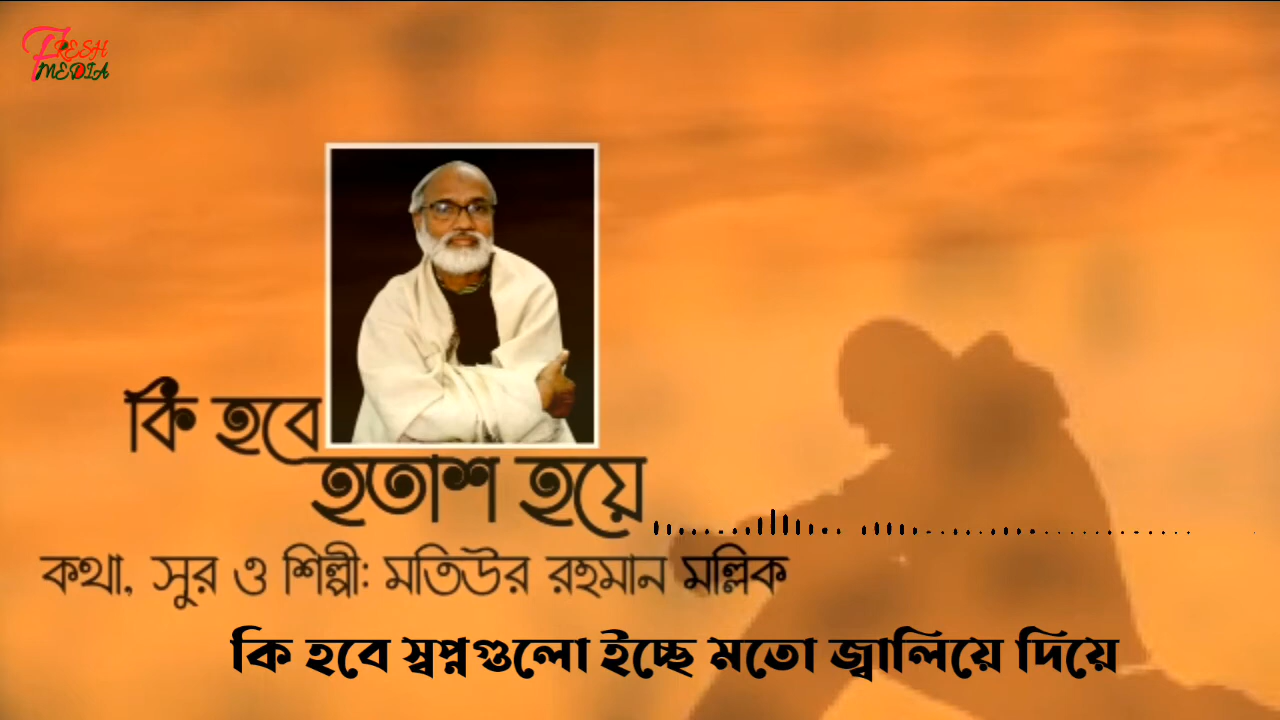 FRESH
MEDIA
কি হবে
হতাশ হয়ে
কথা, সুর ও শিল্পী: মতিউর রহমান মল্লিক
কি হবে স্বপ্নগুলো ইচ্ছে মতো জ্বালিয়ে দিয়ে